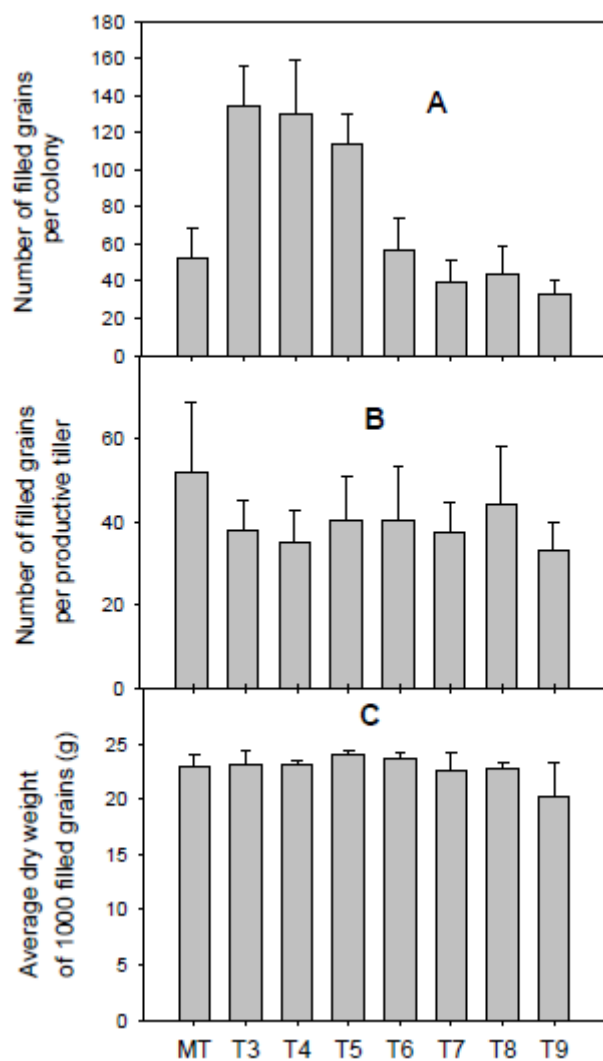 Number of filled grains
per colony
180
160
140
120
100
80
60
40
20
0
A
Number of filled grains
per productive tiller
60
40
20
0
B
Average dry weight
of 1000 filled grains (g)
25
20
15
10
5
0
C
MT T3 T4 T5 T6 T7 T8 T9